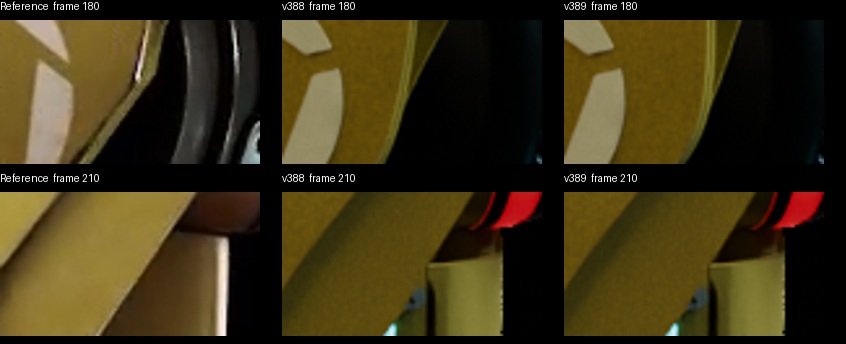 Reference frame 180
v388 frame 180
v389 frame 180
Reference frame 210
v388 frame 210
v389 frame 210